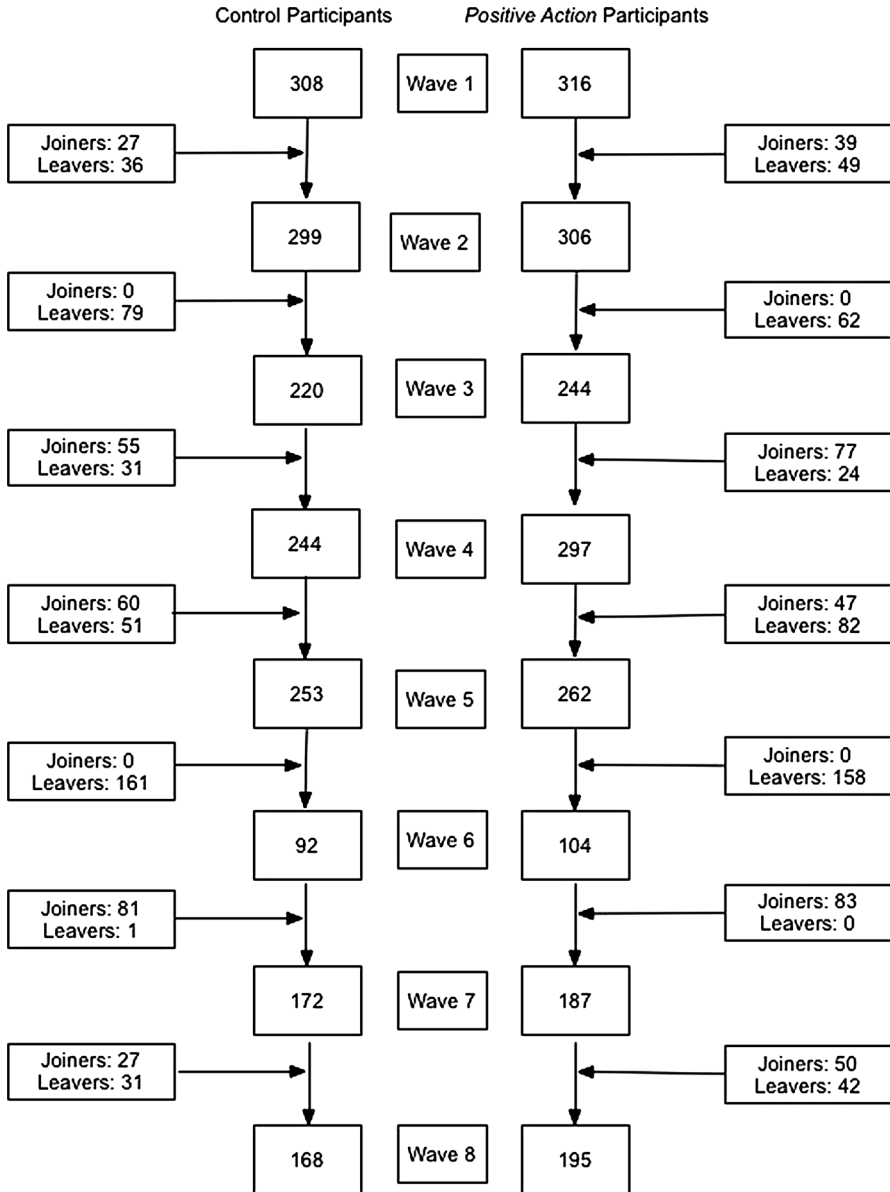 Control Participants Positive Action Participants
308 Wave 1 316
Joiners: 27 Joiners: 39
Leavers: 36 Leavers: 49
299 Wave 2 306
Joiners: 0 Joiners: 0
Leavers: 79 Leavers: 62
220 Wave 3 244
Joiners: 55 Joiners: 77
Leavers: 31 Leavers: 24
244 Wave 4 297
Joiners: 60 Joiners: 47
Leavers: 51 Leavers: 82
253 Wave 5 262
Joiners: 0 Joiners: 0
Leavers: 161 Leavers: 158
92 Wave 6 104
Joiners: 81 Joiners: 83
Leavers: 1 Leavers: 0
172 Wave 7 187
Joiners: 27 Joiners: 50
Leavers: 31 Leavers: 42
168 Wave 8 195